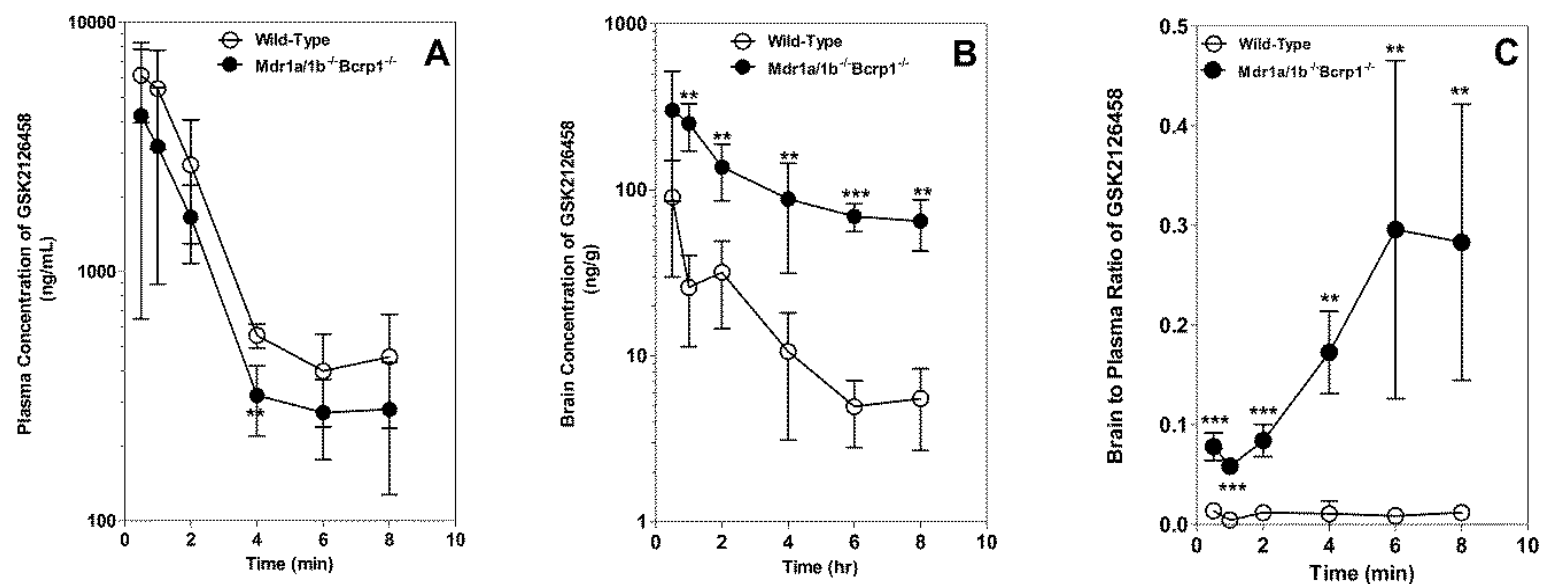 Plasma Concentration of GSK2126458
(ng/mL)
10000
1000
100
Wild-Type
Mdr1a/1b-/-Bcrp1-/-
A
**
0 2 4 6 8 10
Time (min)
Brain Concentration of GSK2126458
(ng/g)
1000
100
10
1
Wild-Type
Mdr1a/1b-/-Bcrp1-/-
B
**
**
**
***
**
0 2 4 6 8 10
Time (hr)
Brain to Plasma Ratio of GSK2126458
0.5
0.4
0.3
0.2
0.1
0.0
Wild-Type
Mdr1a/1b-/-Bcrp1-/-
C
***
***
***
**
**
**
0 2 4 6 8 10
Time (min)